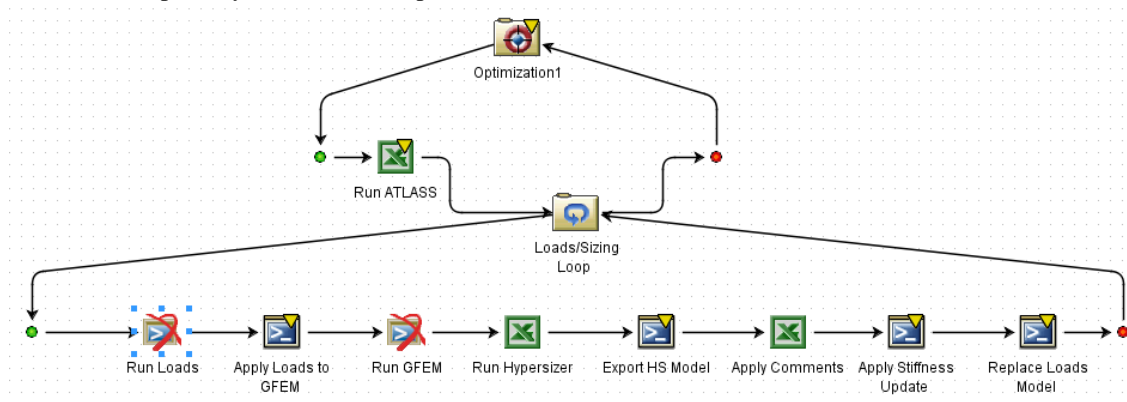 Optimization1
Run ATLASS
Loads/Sizing
Loop
Run Loads
Apply Loads to
GFEM
Run GFEM
Run Hypersizer
Export HS Model
Apply Comments
Apply Stiffness
Update
Replace Loads
Model